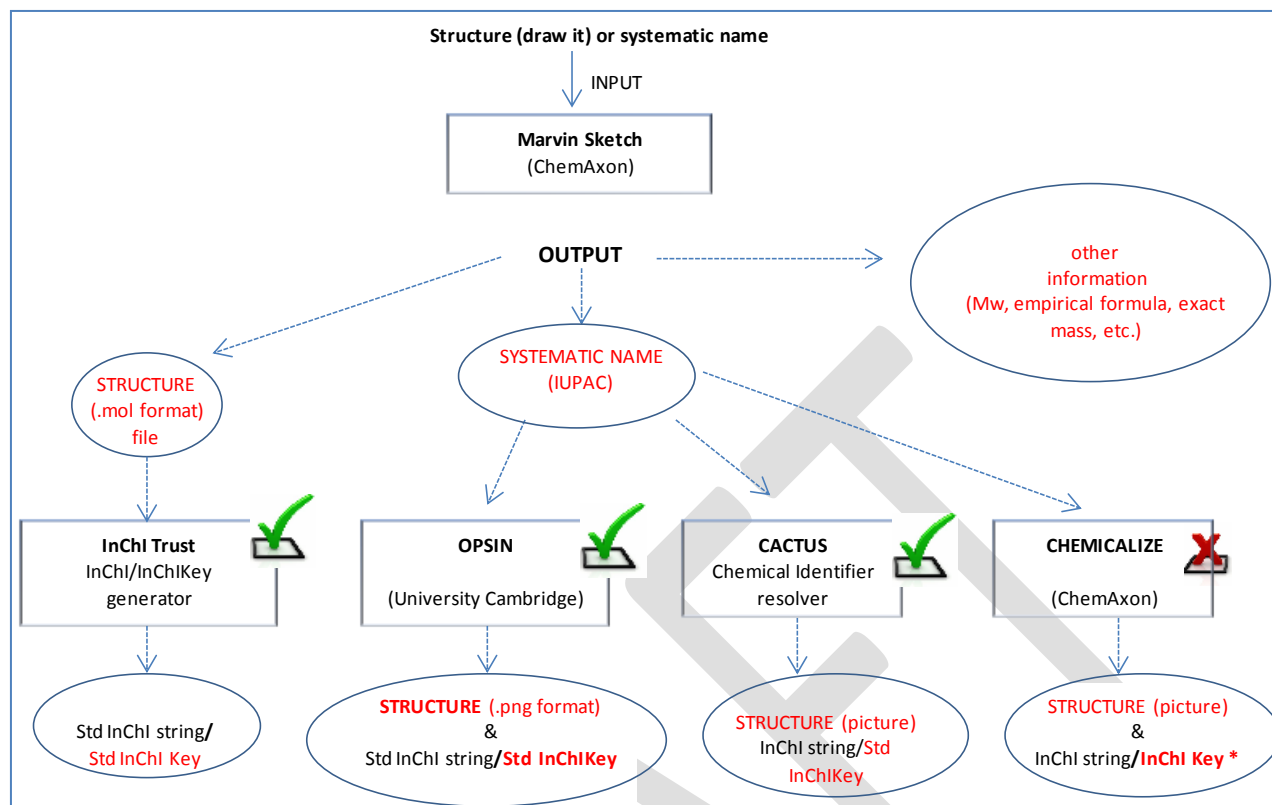 Structure (draw it) or systematic name
INPUT
Marvin Sketch
(ChemAxon)
OUTPUT
other
information
(Mw, empirical formula, exact
mass, etc.)
SYSTEMATIC NAME
(IUPAC)
STRUCTURE
(.mol format)
file
InChI Trust
InChI/InChIKey
generator
OPSIN
(University Cambridge)
CACTUS
Chemical Identifier
resolver
CHEMICALIZE
(ChemAxon)
Std InChI string/
Std InChI Key
STRUCTURE (.png format)
&
Std InChI string/Std InChIKey
STRUCTURE (picture)
InChI string/Std
InChIKey
STRUCTURE (picture)
&
InChI string/InChI Key *